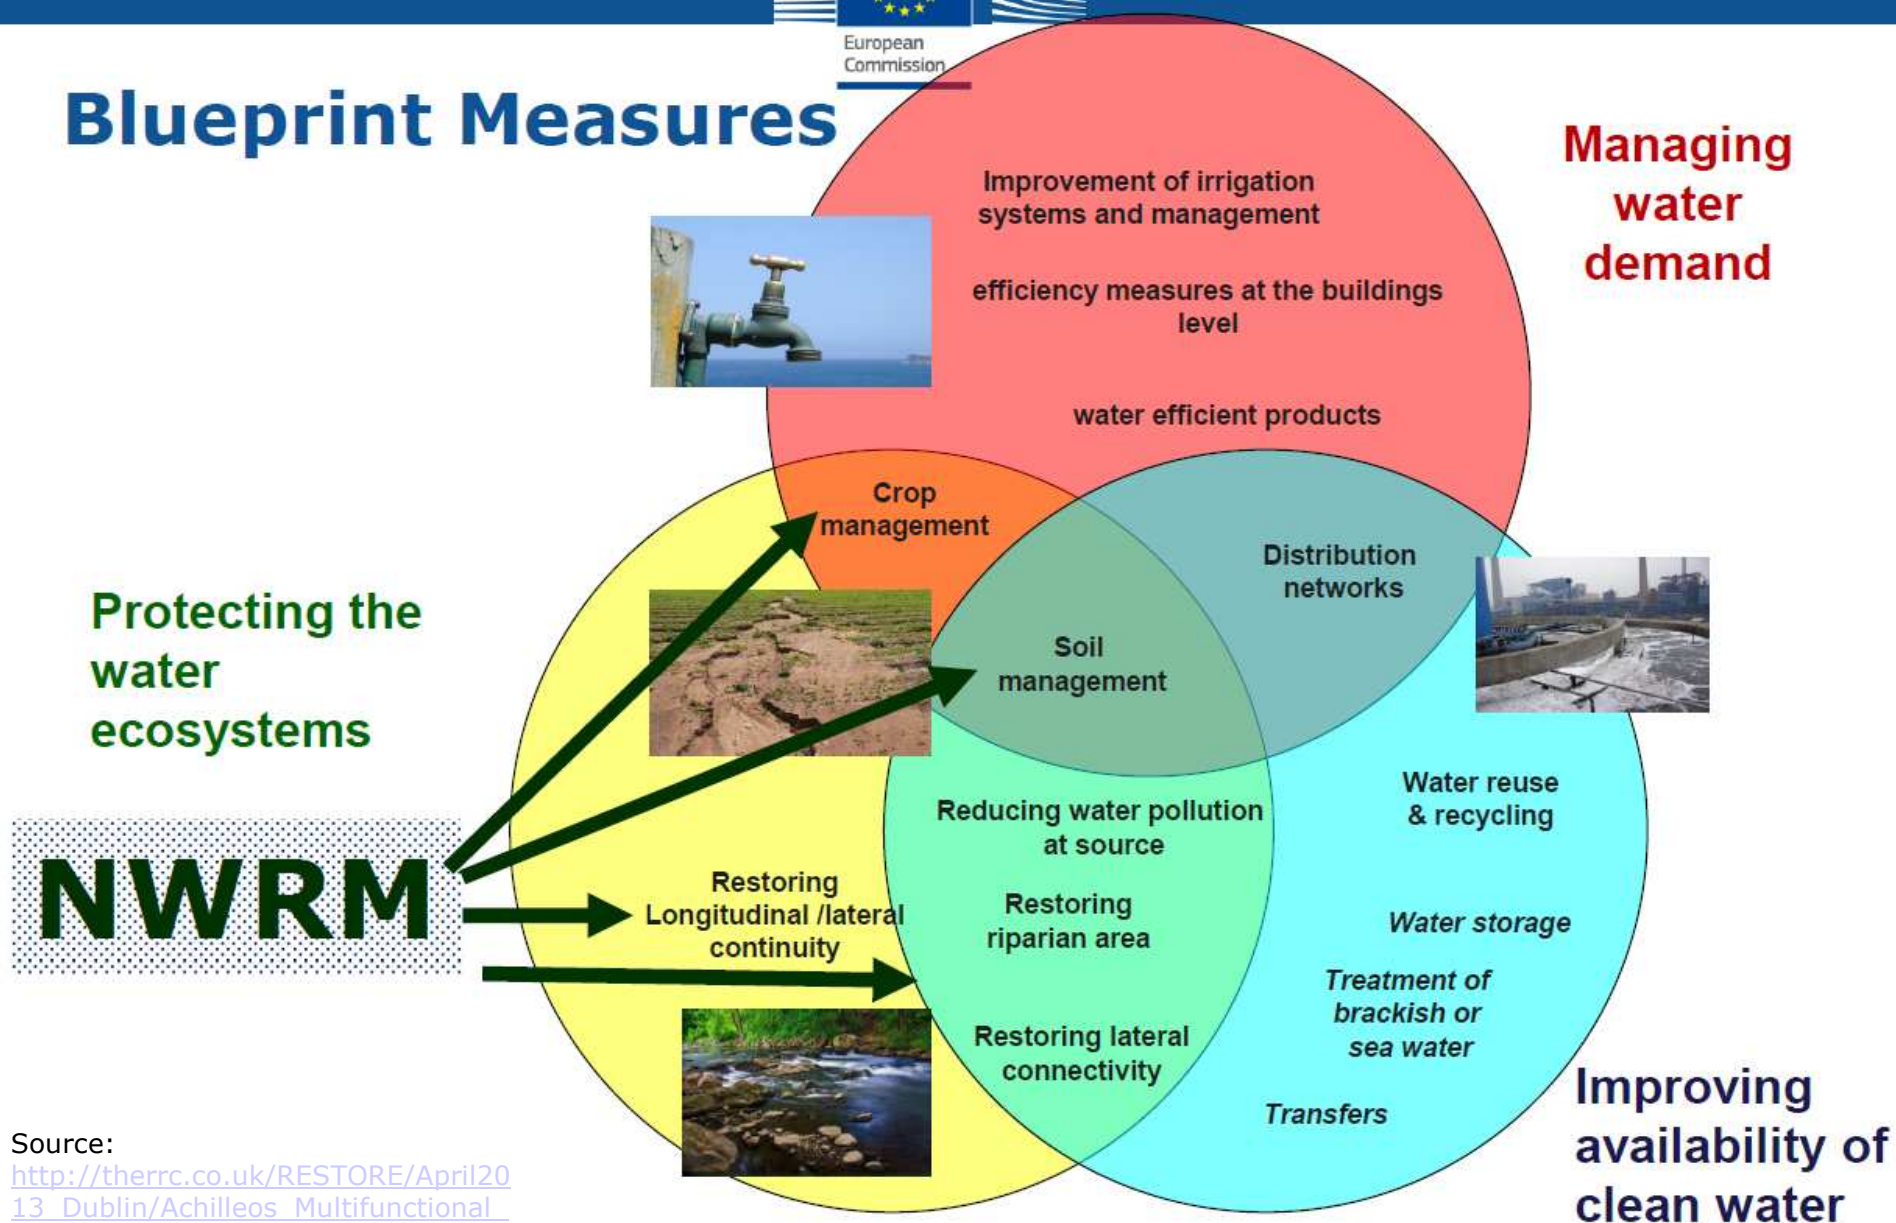 European
Commission
Blueprint Measures
Managing
water
demand
Improvement of irrigation
systems and management
efficiency measures at the buildings
level
water efficient products
Crop
management
Distribution
networks
Protecting the
water
ecosystems
Soil
management
NWRM
Water reuse
& recycling
Reducing water pollution
at source
Restoring
Longitudinal /lateral
continuity
Restoring
riparian area
Water storage
Treatment of
brackish or
sea water
Restoring lateral
connectivity
Transfers
Improving
availability of
clean water
Source:
http://therrc.co.uk/RESTORE/April20
13_Dublin/Achilleos_Multifunctional_